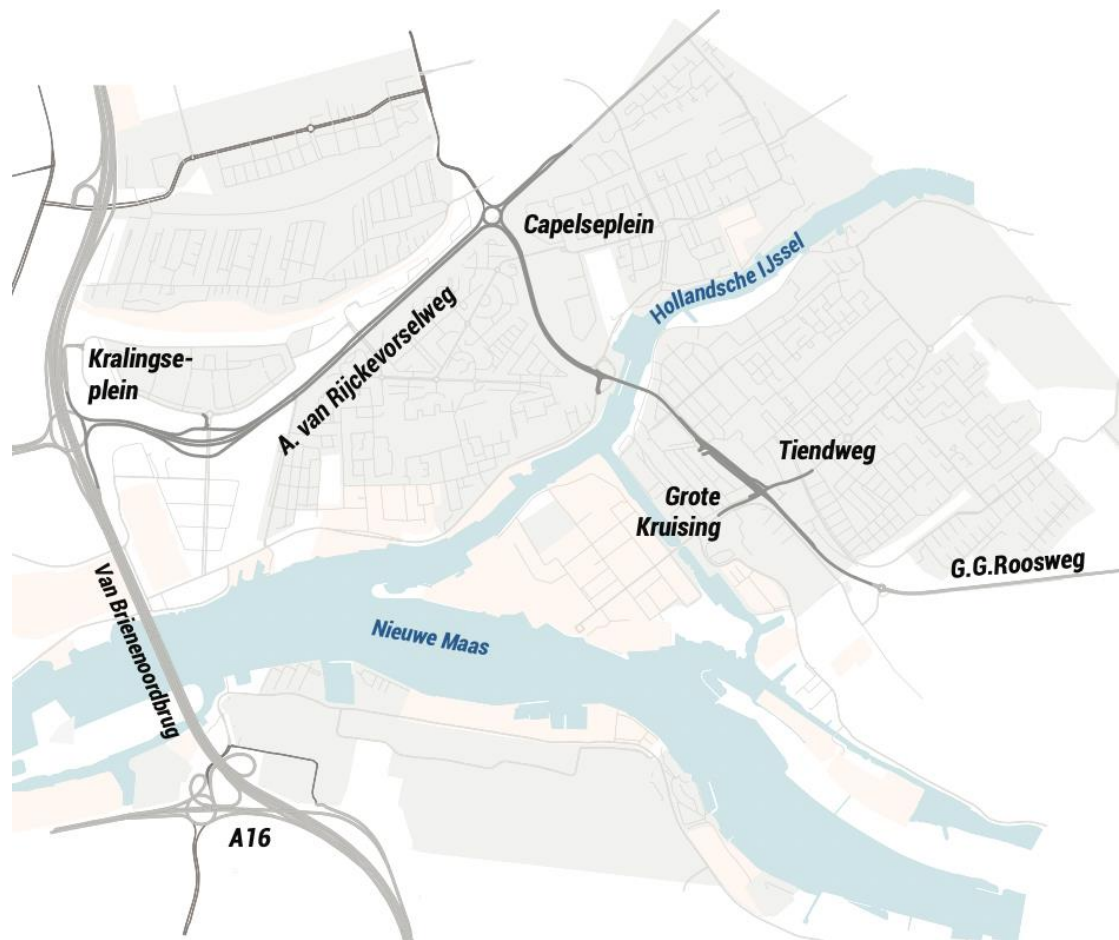 Capelseplein
Hollandsche IJssel
Kralingse-
plein
A. van Rijckevorselweg
Tiendweg
Grote
Kruising
G.G.Roosweg
Van Brienenoordbrug
Nieuwe Maas
A16